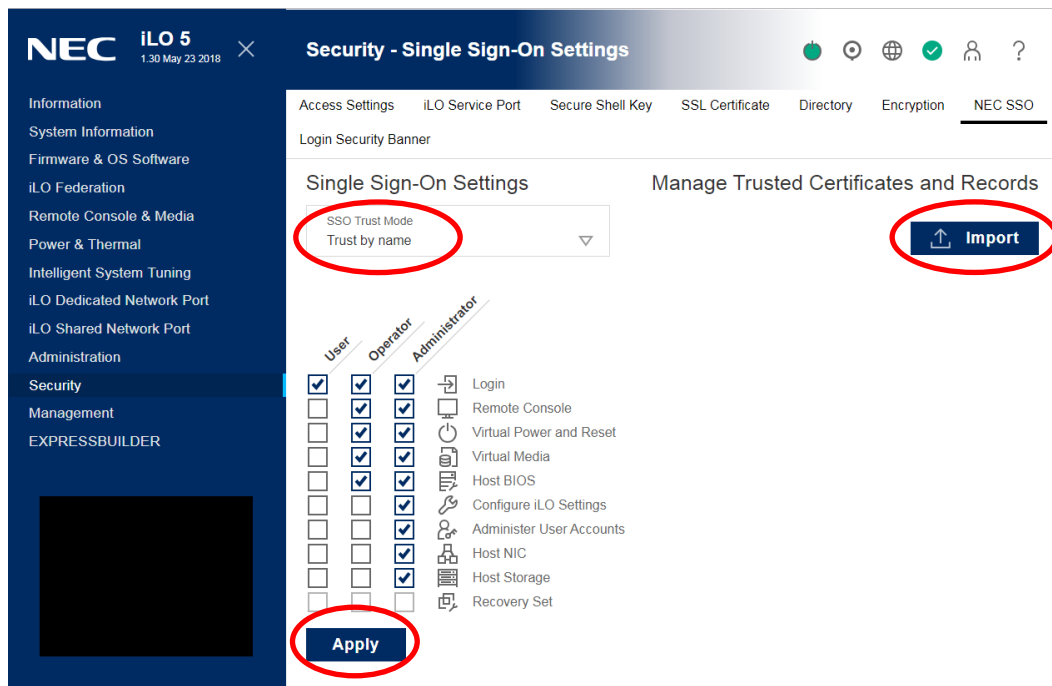 NEC iLO 5
1.30 May 23 2018
Security - Single Sign-On Settings
?
Information
System Information
Firmware & OS Software
iLO Federation
Remote Console & Media
Power & Thermal
Intelligent System Tuning
iLO Dedicated Network Port
iLO Shared Network Port
Administration
Security
Management
EXPRESSBUILDER
Access Settings iLO Service Port Secure Shell Key SSL Certificate Directory Encryption NEC SSO
Login Security Banner
Single Sign-On Settings
Manage Trusted Certificates and Records
SSO Trust Mode
Trust by name
Import
User Operator Administrator
Login
Remote Console
Virtual Power and Reset
Virtual Media
Host BIOS
Configure iLO Settings
Administer User Accounts
Host NIC
Host Storage
Recovery Set
Apply